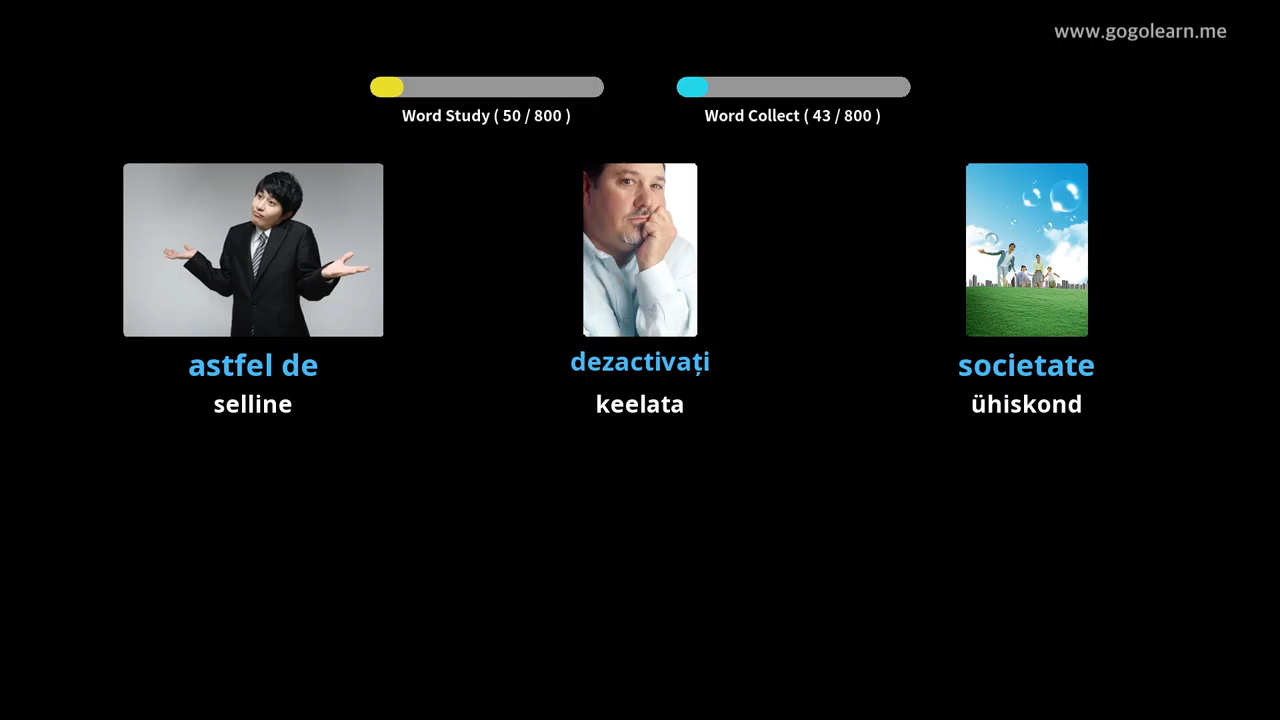 www.gogolearn.me
Word Study ( 50 / 800 )
Word Collect ( 43 / 800 )
astfel de
dezactivați
societate
selline
keelata
ühiskond